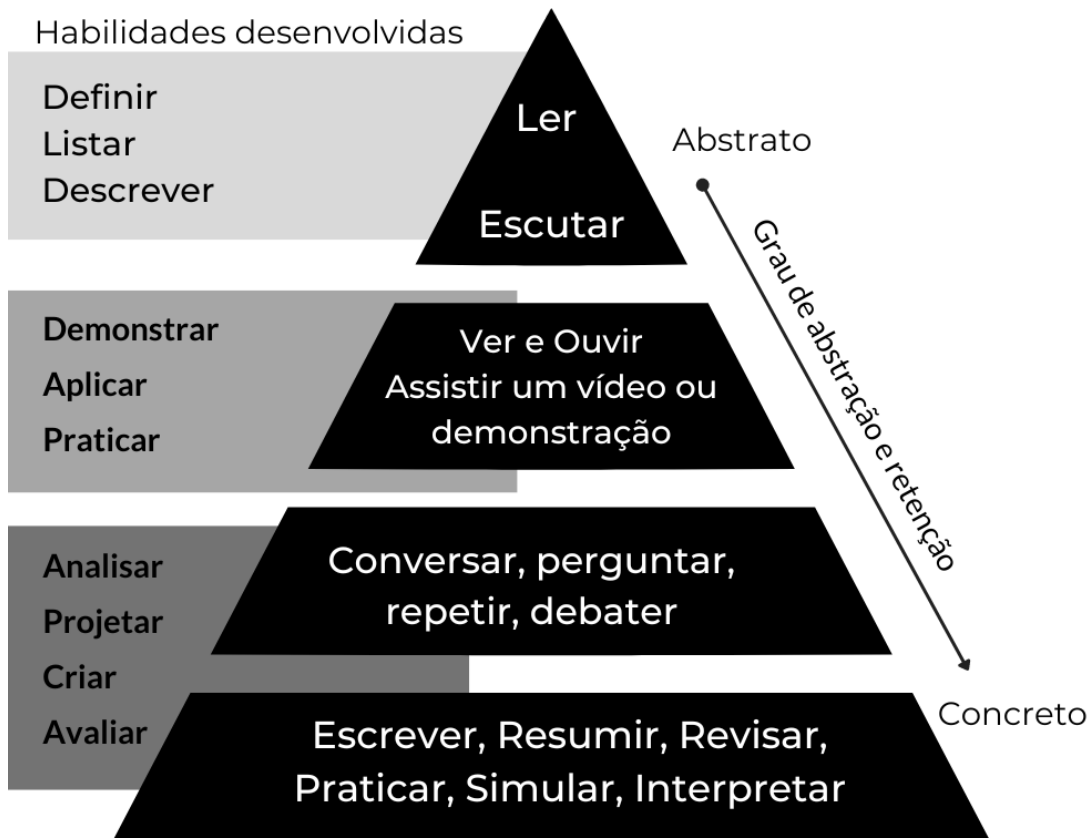 Habilidades desenvolvidas
Definir
Listar
Descrever
Ler
Escutar
Abstrato
Grau de abstração e retenção
Concreto
Demonstrar
Aplicar
Praticar
Ver e Ouvir
Assistir um vídeo ou
demonstração
Analisar
Projetar
Criar
Avaliar
Conversar, perguntar,
repetir, debater
Escrever, Resumir, Revisar,
Praticar, Simular, Interpretar